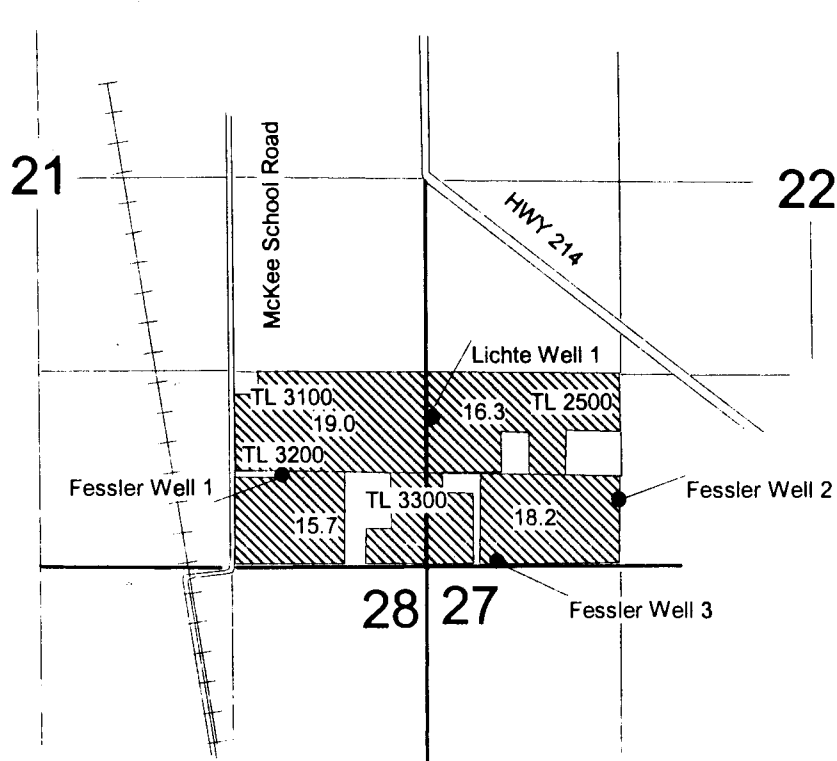 21
McKee School Road
HWY 214
22
Lichte Well 1
TL 3100
19.0
16.3
TL 2500
TL 3200
Fessler Well 1
TL 3300
Fessler Well 2
15.7
18.2
28
27
Fessler Well 3